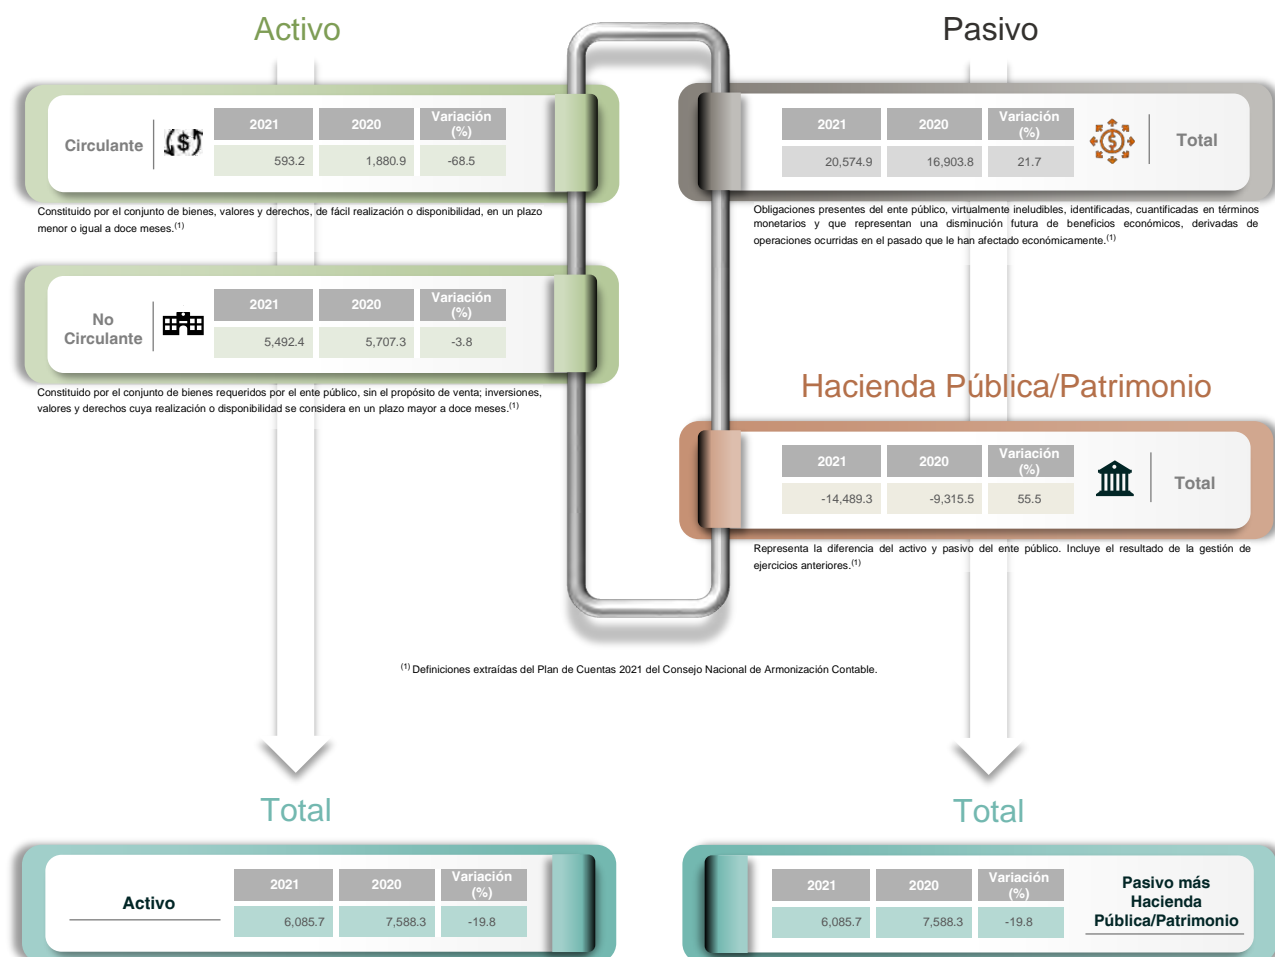 Activo
Circulante
2021 2020 Variación (%)
593.2 1,880.9 -68.5
Constituido por el conjunto de bienes, valores y derechos, de fácil realización o disponibilidad, en un plazo
menor o igual a doce meses.(1)
No
Circulante
2021 2020 Variación (%)
5,492.4 5,707.3 -3.8
Constituido por el conjunto de bienes requeridos por el ente público, sin el propósito de venta; inversiones,
valores y derechos cuya realización o disponibilidad se considera en un plazo mayor a doce meses.(1)
Pasivo
2021 2020 Variación (%)
20,574.9 16,903.8 21.7
Total
Obligaciones presentes del ente público, virtualmente ineludibles, identificadas, cuantificadas en términos
monetarios y que representan una disminución futura de beneficios económicos, derivadas de
operaciones ocurridas en el pasado que le han afectado económicamente.(1)
Hacienda Pública/Patrimonio
2021 2020 Variación (%)
-14,489.3 -9,315.5 55.5
Total
Representa la diferencia del activo y pasivo del ente público. Incluye el resultado de la gestión de
ejercicios anteriores.(1)
(1) Definiciones extraídas del Plan de Cuentas 2021 del Consejo Nacional de Armonización Contable.
Total
Activo
2021 2020 Variación (%)
6,085.7 7,588.3 -19.8
Total
2021 2020 Variación (%)
6,085.7 7,588.3 -19.8
Pasivo más
Hacienda
Pública/Patrimonio